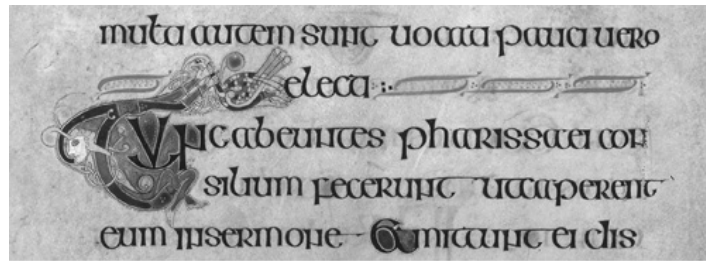 multi autem sunt uocati pauci uero
electi
Tunc abeuntes pharissaei con
silium fecerunt ut caperent
eum in sermone Et mittunt ei dis